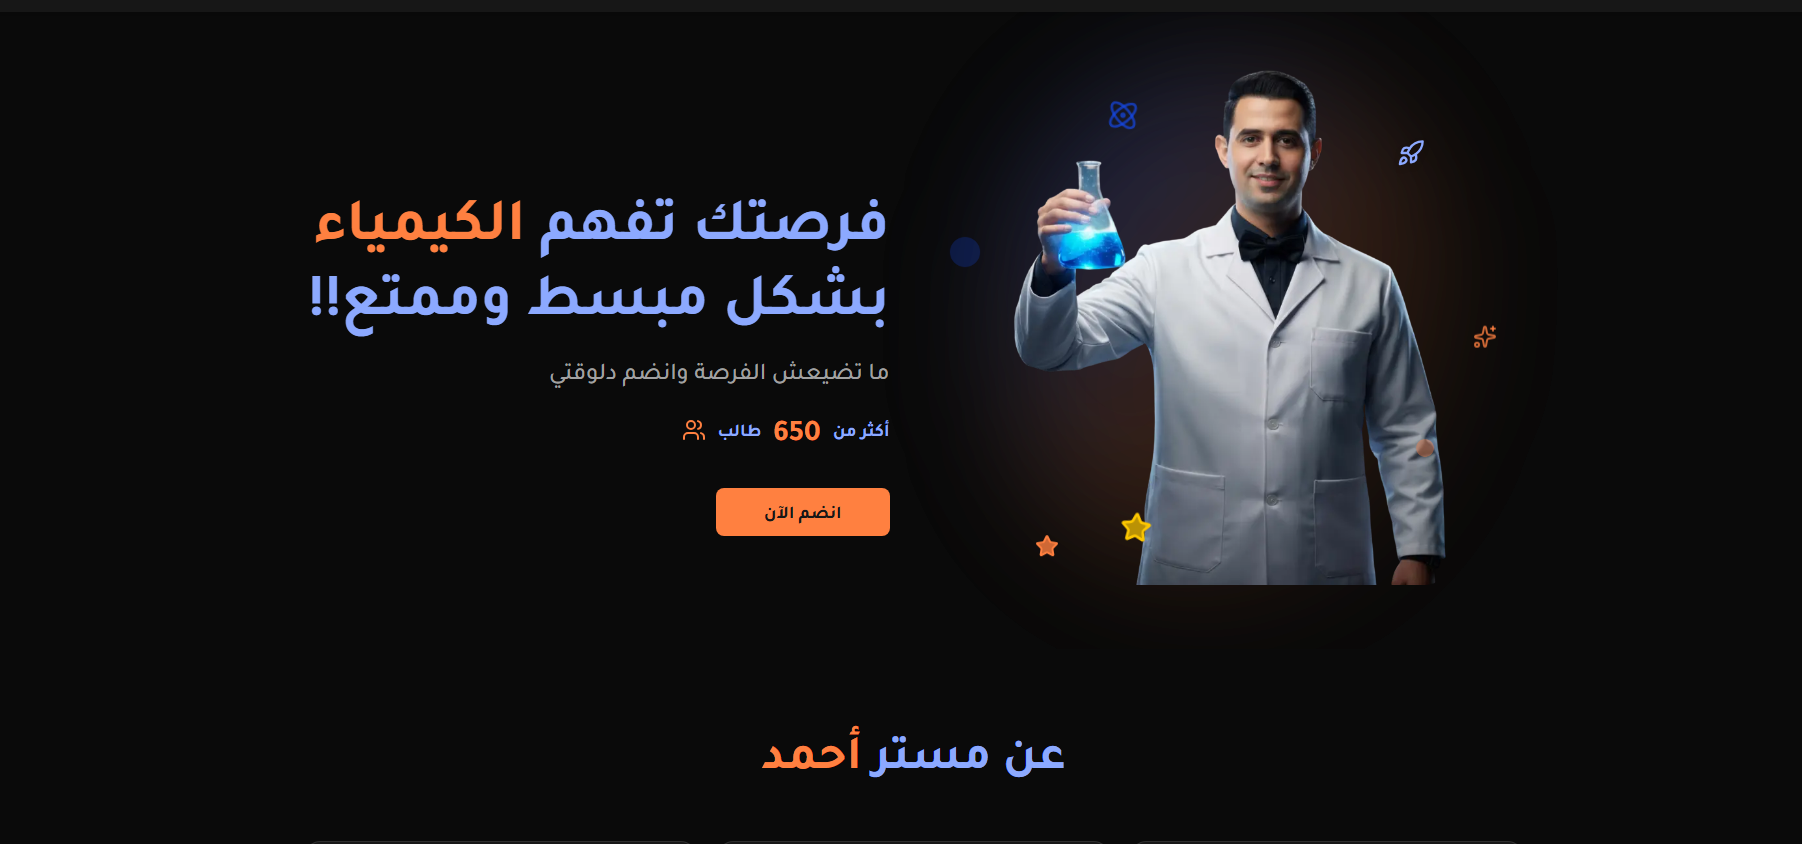 فرصتك تفهم الكيمياء
بشكل مبسط وممتع!!
ما تضيعش الفرصة وانضم دلوقتي
أكثر من 650 طالب
انضم الآن
عن مستر أحمد